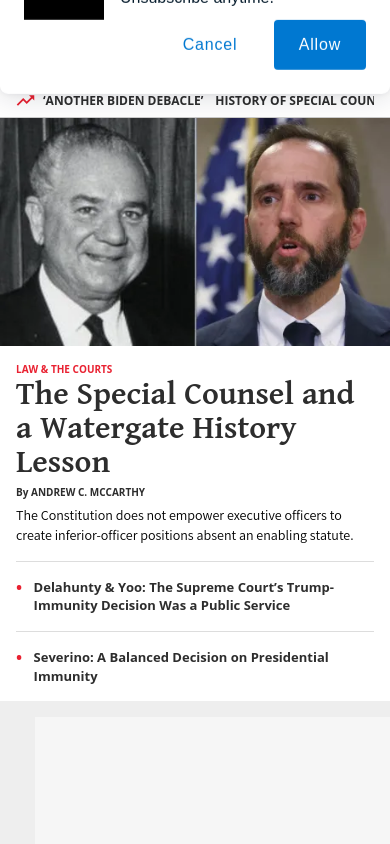 Unsubscribe anytime.
Cancel Allow
‘ANOTHER BIDEN DEBACLE’ HISTORY OF SPECIAL COUN
LAW & THE COURTS
The Special Counsel and
a Watergate History
Lesson
By ANDREW C. MCCARTHY
The Constitution does not empower executive officers to
create inferior-officer positions absent an enabling statute.
Delahunty & Yoo: The Supreme Court’s Trump-
Immunity Decision Was a Public Service
Severino: A Balanced Decision on Presidential
Immunity